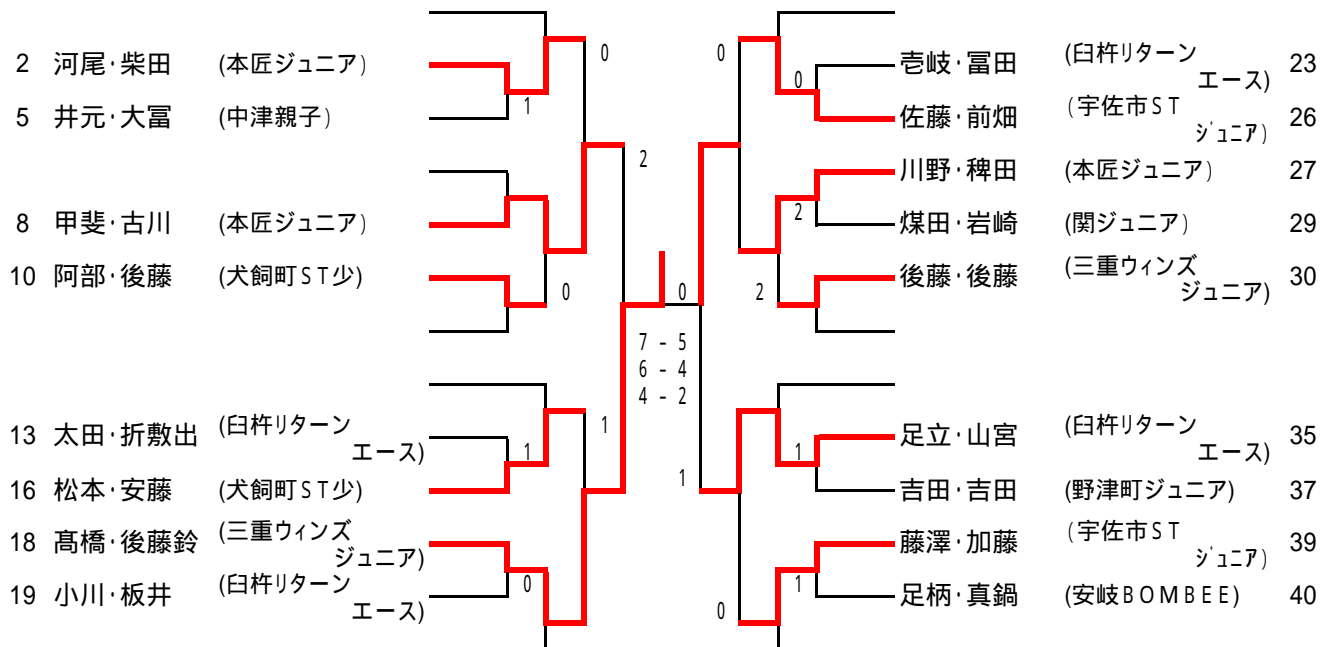 0
0
2 河尾・柴田 (本匠ジュニア)
壱岐・冨田 (臼杵リターン
エース) 23
0
1
5 井元・大冨 (中津親子)
佐藤・前畑 (宇佐市ST
ジュニア) 26
2
川野・稗田 (本匠ジュニア) 27
2
8 甲斐・古川 (本匠ジュニア)
煤田・岩崎 (関ジュニア) 29
10 阿部・後藤 (犬飼町ST少)
後藤・後藤 (三重ウィンズ
ジュニア) 30
0
0
2
7 - 5
6 - 4
4 - 2
13 太田・折敷出 (臼杵リターン
エース)
1
1
足立・山宮 (臼杵リターン
エース) 35
1
1
16 松本・安藤 (犬飼町ST少)
吉田・吉田 (野津町ジュニア) 37
18 髙橋・後藤鈴 (三重ウィンズ
ジュニア)
藤澤・加藤 (宇佐市ST
ジュニア) 39
0
1
19 小川・板井 (臼杵リターン
エース)
足柄・真鍋 (安岐BOMBEE) 40
0